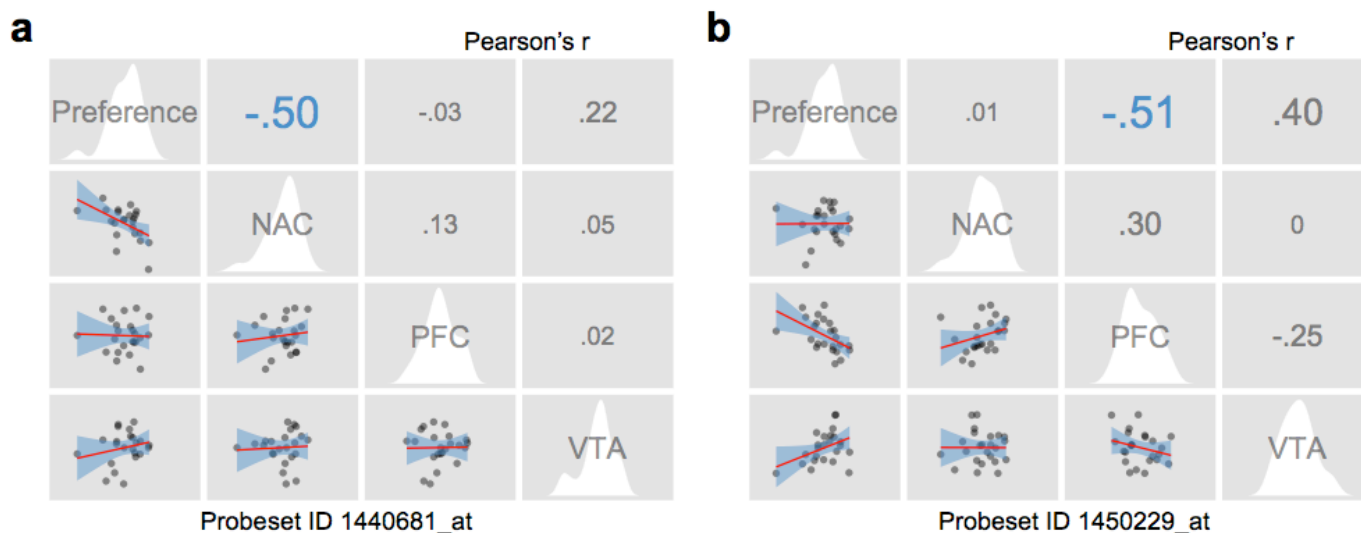 a
Pearson's r
Preference -.50 -.03 .22
NAC .13 .05
PFC .02
VTA
Probeset ID 1440681_at
b
Pearson's r
Preference .01 -.51 .40
NAC .30 0
PFC -.25
VTA
Probeset ID 1450229_at